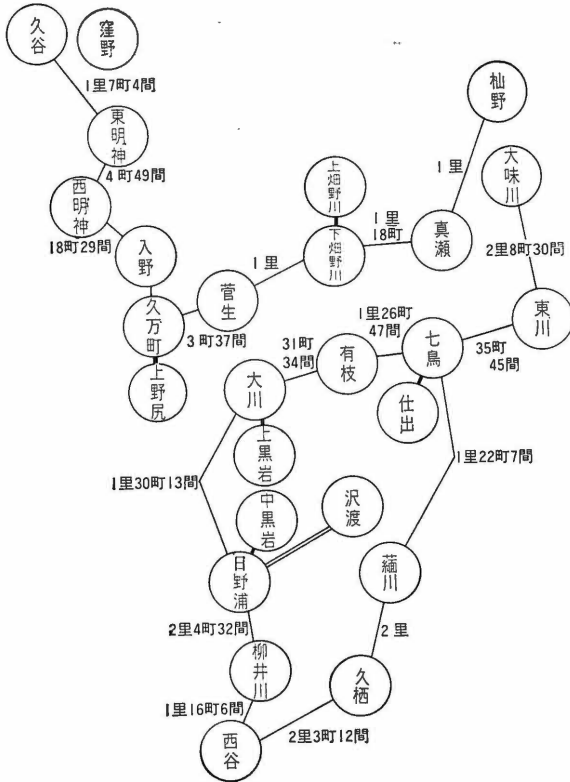 久谷
窪野
1里7町4間
東明神
4町49間
西明神
18町29間
入野
久万町
上野尻
3町37間
菅生
1里
上畑野川
下畑野川
1里
18町
真瀬
1里
杣野
大味川
2里8町30間
東川
35町
45間
七鳥
仕出
1里26町
47間
有枝
31町
34間
大川
上黒岩
1里30町13間
中黒岩
沢渡
日野浦
1里22町7間
蓜川
2里
久栖
2里3町12間
西谷
1里16町6間
柳井川
2里4町32間